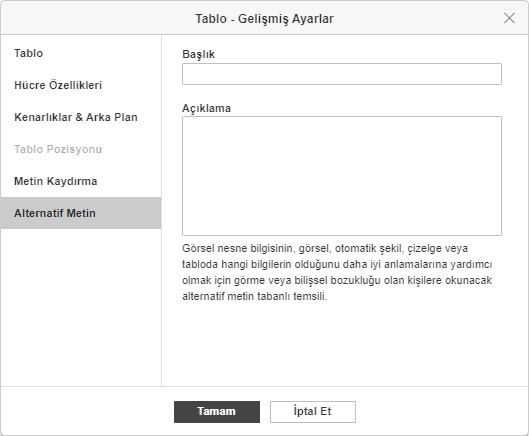 Tablo - Gelişmiş Ayarlar
Tablo
Hücre Özellikleri
Kenarlıklar & Arka Plan
Tablo Pozisyonu
Metin Kaydırma
Alternatif Metin
Başlık
Açıklama
Görsel nesne bilgisinin, görsel, otomatik şekil, çizelge veya
tabloda hangi bilgilerin olduğunu daha iyi anlamalarına yardımcı
olmak için görme veya bilişsel bozukluğu olan kişilere okunacak
alternatif metin tabanlı temsili.
Tamam
İptal Et